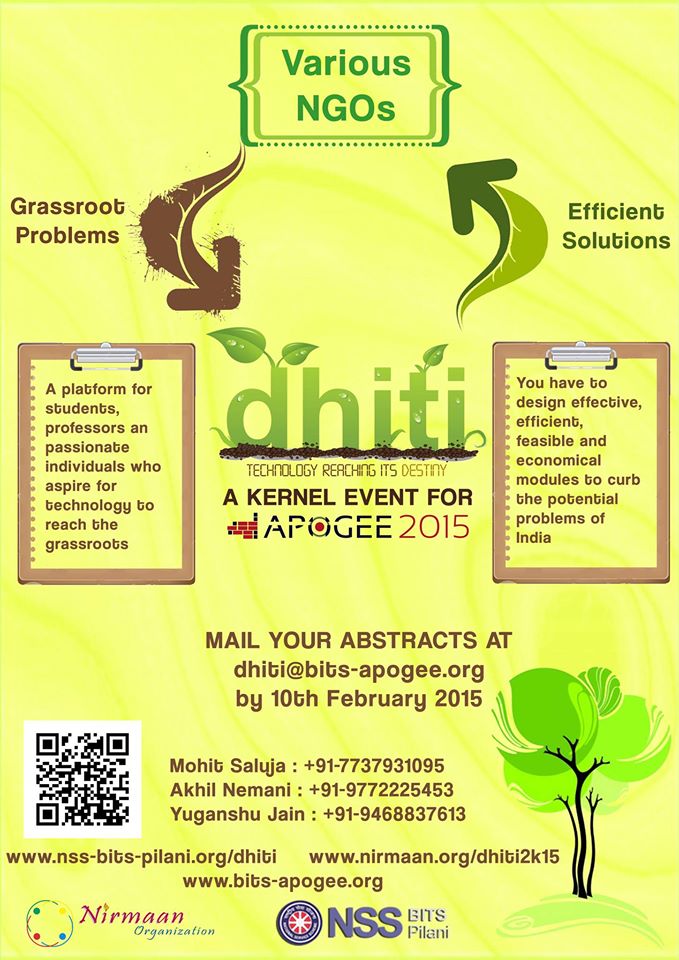 Various
NGOs
Grassroot
Problems
Efficient
Solutions
A platform for
students,
professors an
passionate
individuals who
aspire for
technology to
reach the
grassroots
dhiti
TECHNOLOGY REACHING ITS DESTINY
A KERNEL EVENT FOR
APOGEE 2015
You have to
design effective,
efficient,
feasible and
economical
modules to curb
the potential
problems of
India
MAIL YOUR ABSTRACTS AT
dhiti@bits-apogee.org
by 10th February 2015
Mohit Saluja : +91-7737931095
Akhil Nemani : +91-9772225453
Yuganshu Jain : +91-9468837613
www.nss-bits-pilani.org/dhiti www.nirmaan.org/dhiti2k15
www.bits-apogee.org
Nirmaan
Organization
NSS BITS
Pilani